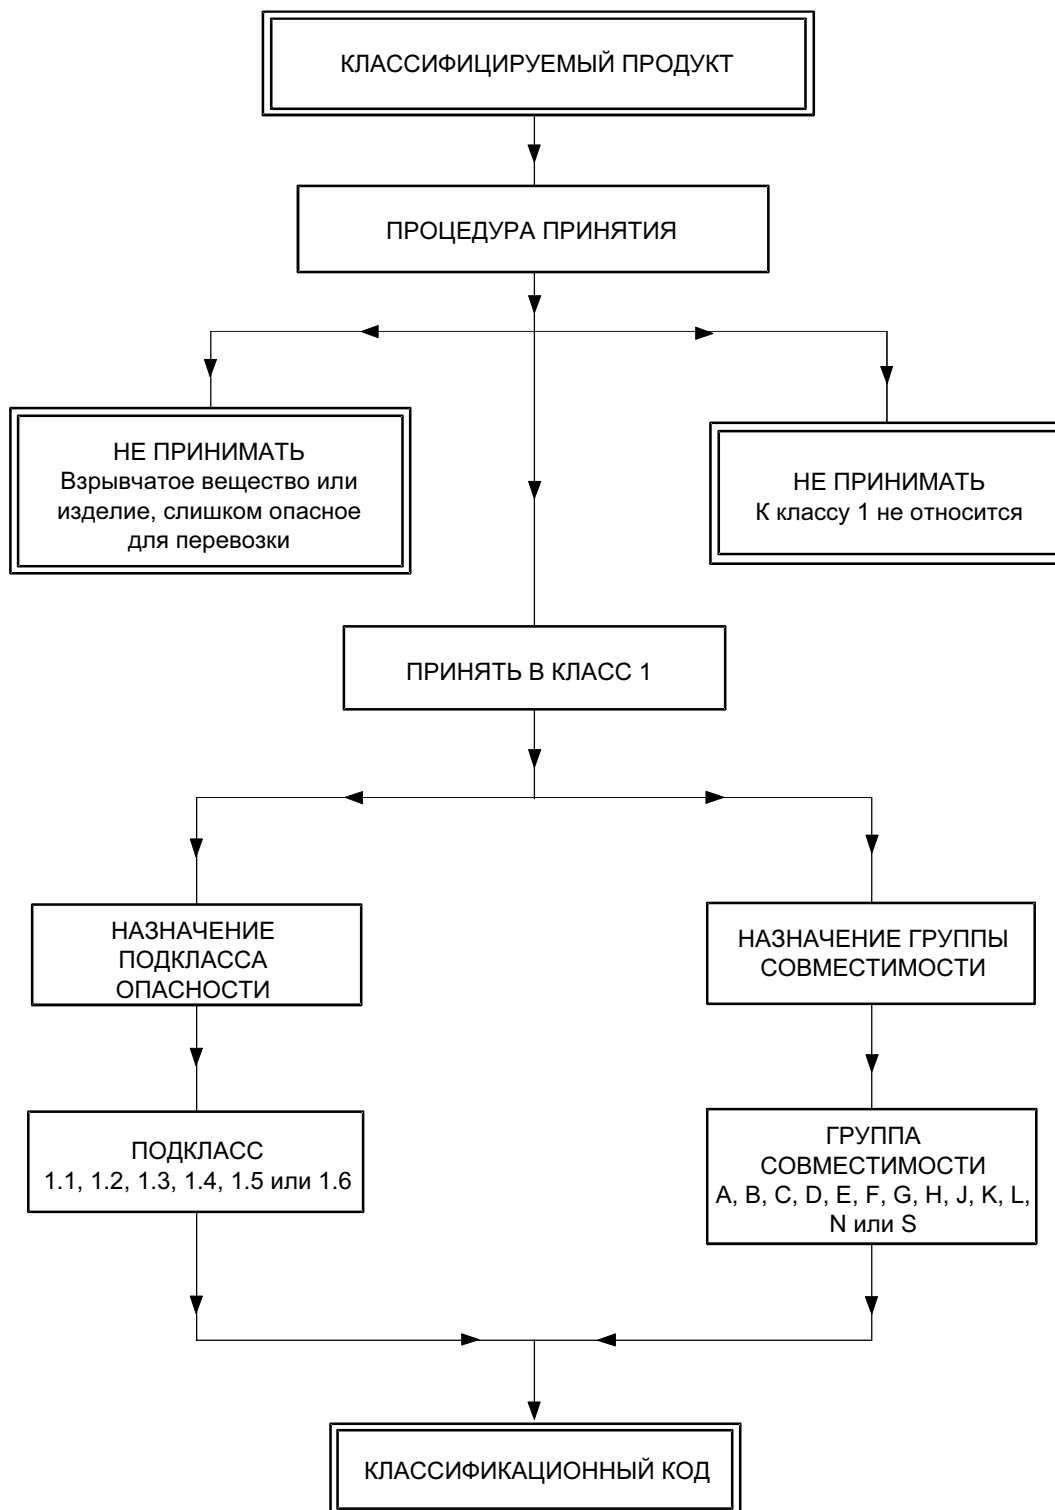 КЛАССИФИЦИРУЕМЫЙ ПРОДУКТ
ПРОЦЕДУРА ПРИНЯТИЯ
НЕ ПРИНИМАТЬ
Взрывчатое вещество или
изделие, слишком опасное
для перевозки
НЕ ПРИНИМАТЬ
К классу 1 не относится
ПРИНЯТЬ В КЛАСС 1
НАЗНАЧЕНИЕ
ПОДКЛАССА
ОПАСНОСТИ
НАЗНАЧЕНИЕ ГРУППЫ
СОВМЕСТИМОСТИ
ПОДКЛАСС
1.1, 1.2, 1.3, 1.4, 1.5 или 1.6
ГРУППА
СОВМЕСТИМОСТИ
A, B, C, D, E, F, G, H, J, K, L,
N или S
КЛАССИФИКАЦИОННЫЙ КОД